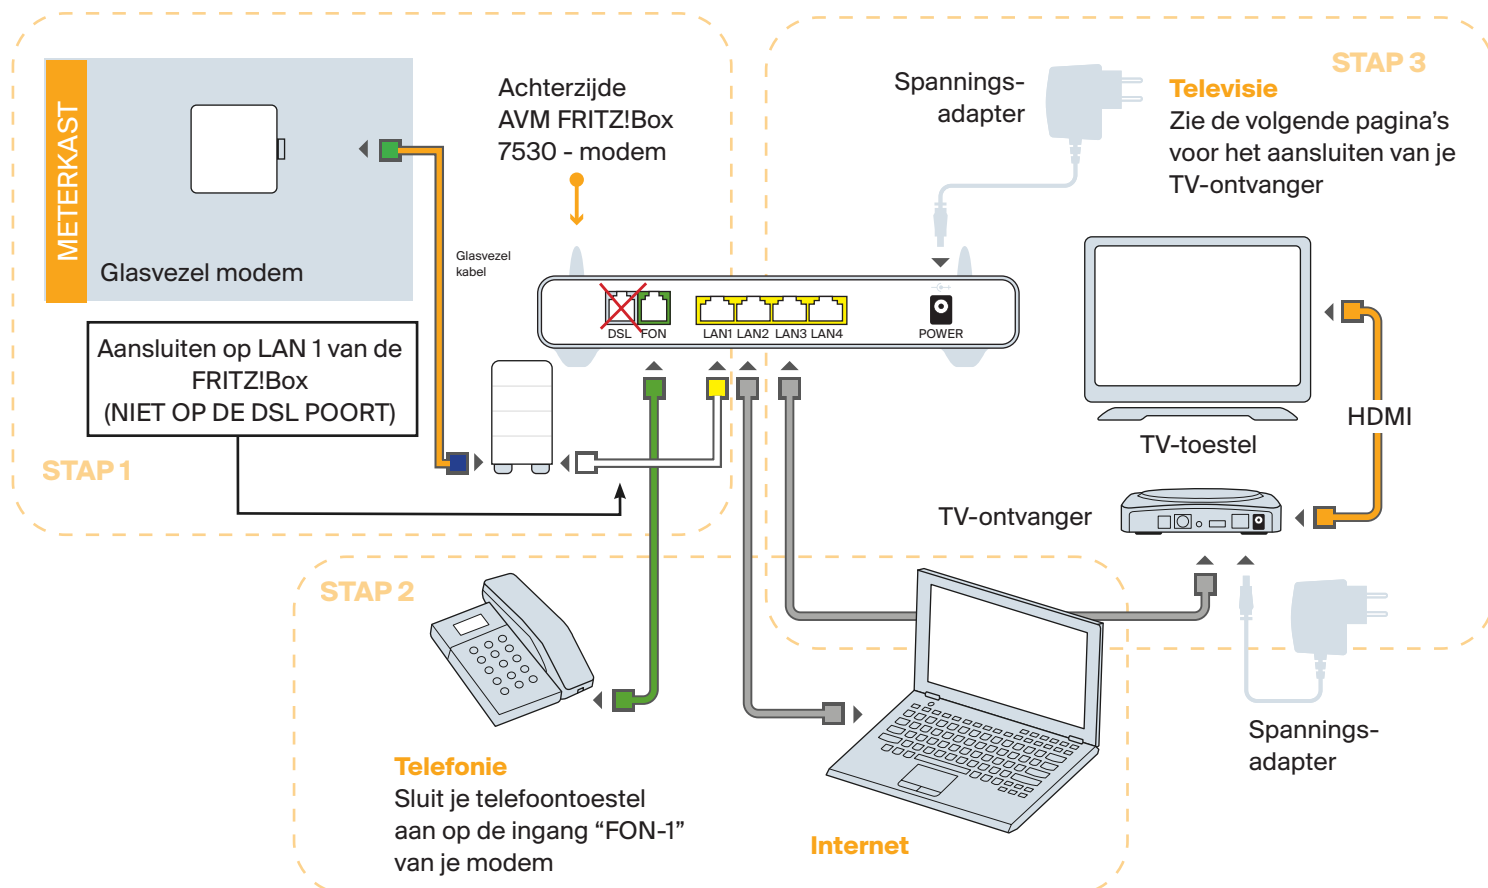 METERKAST
Glasvezel modem
Achterzijde
AVM FRITZ!Box
7530 - modem
Glasvezel
kabel
Aansluiten op LAN 1 van de
FRITZ!Box
(NIET OP DE DSL POORT)
STAP 1
DSL FON LAN1 LAN2 LAN3 LAN4 POWER
Spannings-
adapter
STAP 3
Televisie
Zie de volgende pagina's
voor het aansluiten van je
TV-ontvanger
HDMI
TV-toestel
TV-ontvanger
Spannings-
adapter
STAP 2
Telefonie
Sluit je telefoontoestel
aan op de ingang “FON-1”
van je modem
Internet